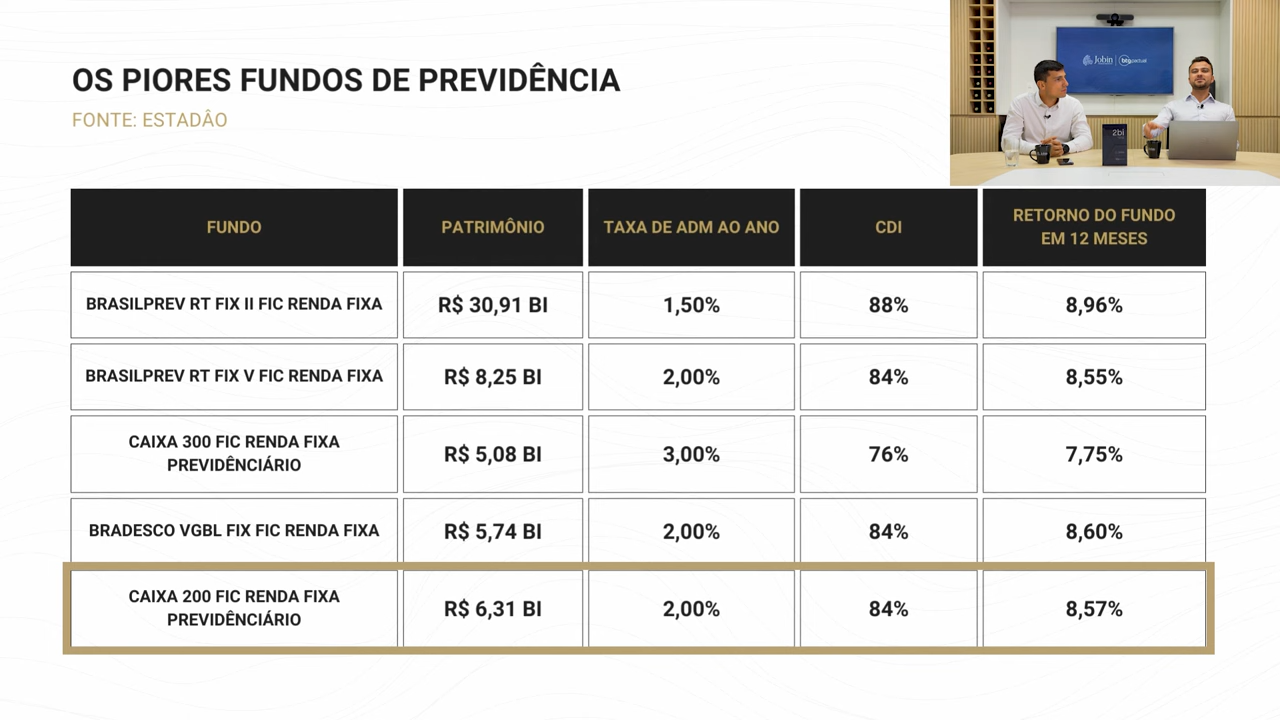 OS PIORES FUNDOS DE PREVIDÊNCIA
FONTE: ESTADÂO
Jobin
btgpactual
2bi
FUNDO
PATRIMÔNIO
TAXA DE ADM AO ANO
CDI
RETORNO DO FUNDO
EM 12 MESES
BRASILPREV RT FIX II FIC RENDA FIXA
R$ 30,91 BI
1,50%
88%
8,96%
BRASILPREV RT FIX V FIC RENDA FIXA
R$ 8,25 BI
2,00%
84%
8,55%
CAIXA 300 FIC RENDA FIXA
PREVIDÊNCIÁRIO
R$ 5,08 BI
3,00%
76%
7,75%
BRADESCO VGBL FIX FIC RENDA FIXA
R$ 5,74 BI
2,00%
84%
8,60%
CAIXA 200 FIC RENDA FIXA
PREVIDÊNCIÁRIO
R$ 6,31 BI
2,00%
84%
8,57%